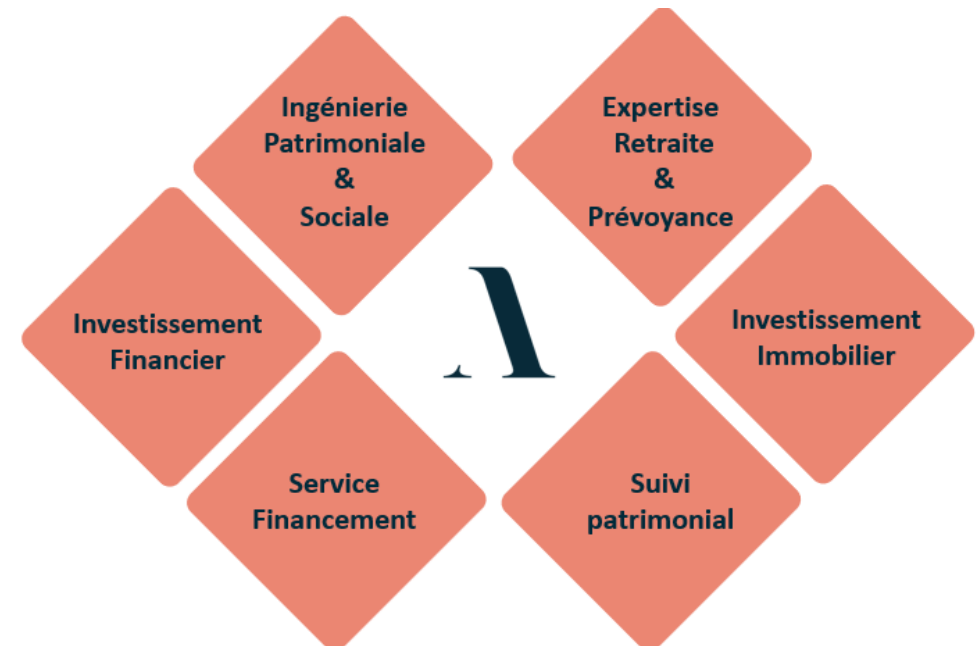 Ingénierie
Patrimoniale
&
Sociale
Expertise
Retraite
&
Prévoyance
Investissement
Financier
Investissement
Immobilier
Service
Financement
Suivi
patrimonial